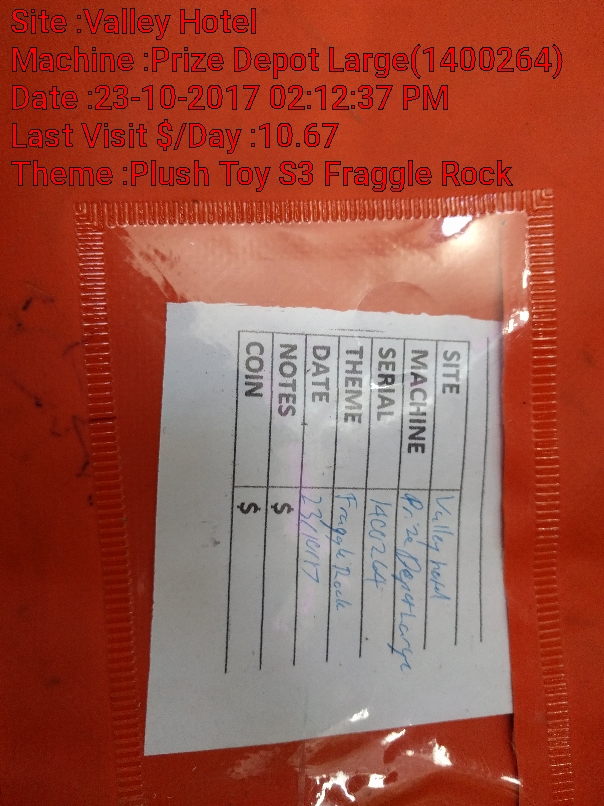 Site :Valley Hotel
Machine :Prize Depot Large(1400264)
Date :23-10-2017 02:12:37 PM
Last Visit $/Day :10.67
Theme :Plush Toy S3 Fraggle Rock
SITE Valley hotel
MACHINE Prize Depot Large
SERIAL 1400264
THEME Fraggle Rock
DATE 23/10/17
NOTES $
COIN $